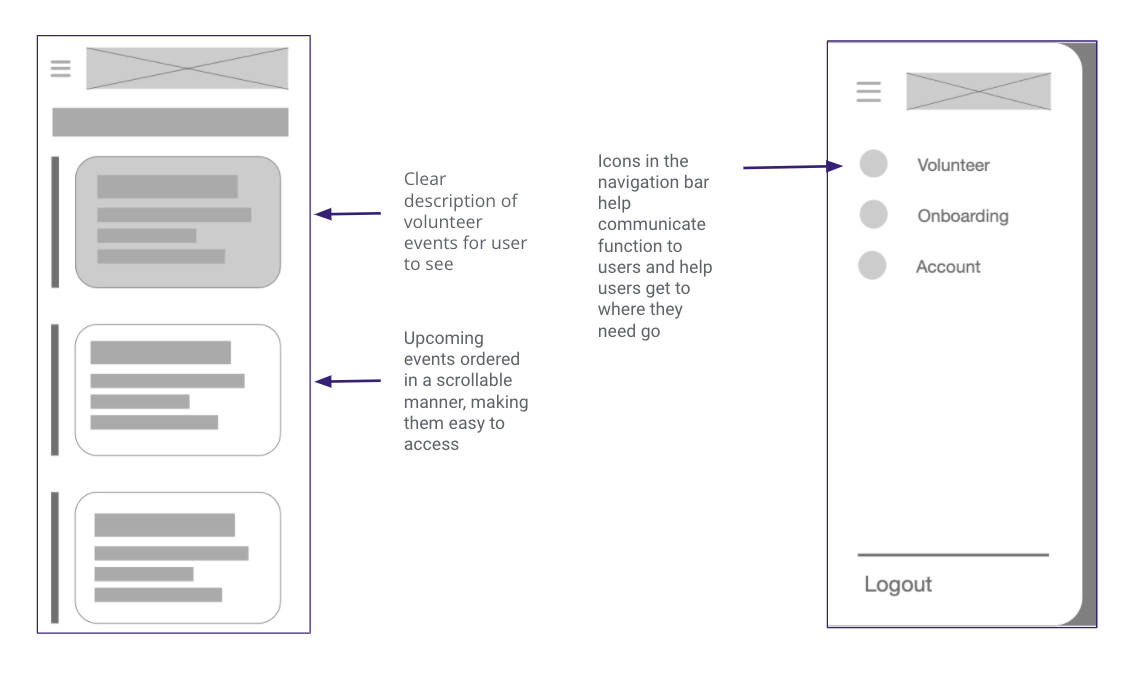 Clear
description of
volunteer
events for user
to see
Upcoming
events ordered
in a scrollable
manner, making
them easy to
access
Icons in the
navigation bar
help
communicate
function to
users and help
users get to
where they
need go
Volunteer
Onboarding
Account
Logout